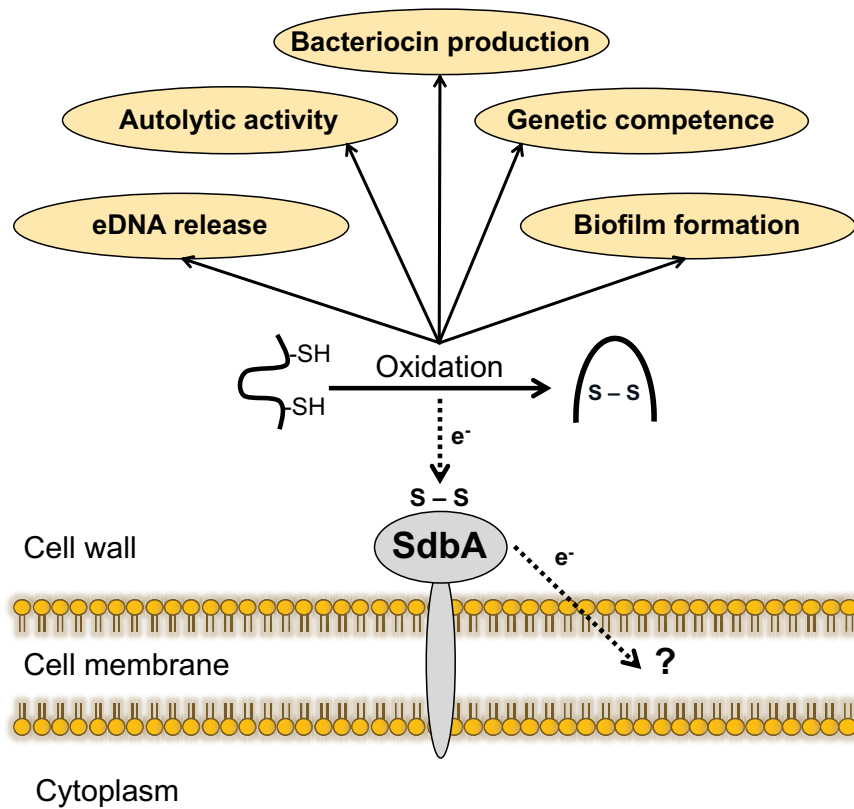 Bacteriocin production
Autolytic activity
Genetic competence
eDNA release
Biofilm formation
-SH
Oxidation
-SH
S – S
e-
S – S
SdbA
Cell wall
e-
Cell membrane
?
Cytoplasm